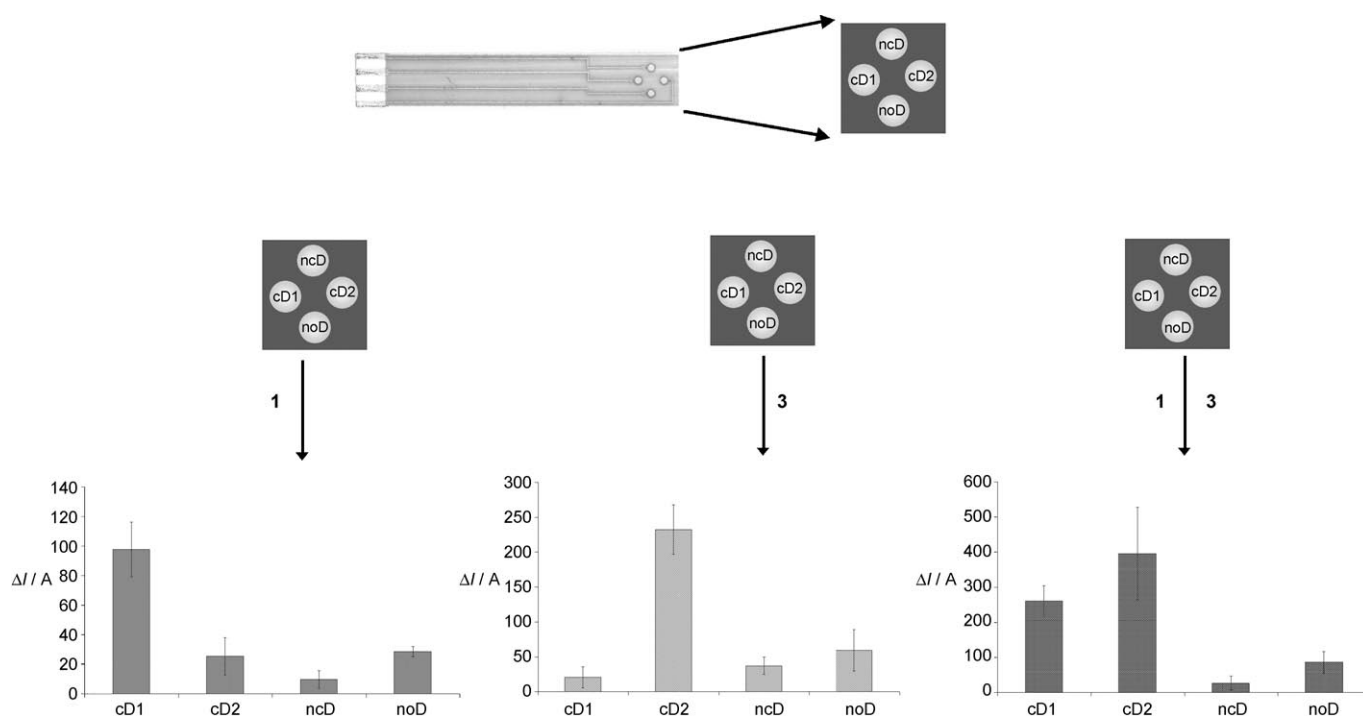 ncD
cD1 cD2
noD
ncD
cD1 cD2
noD
ncD
cD1 cD2
noD
ncD
cD1 cD2
noD
1
3
1 3
140
120
100
80
60
40
20
0
ΔI / A
cD1 cD2 ncD noD
300
250
200
150
100
50
0
ΔI / A
cD1 cD2 ncD noD
600
500
400
300
200
100
0
ΔI / A
cD1 cD2 ncD noD